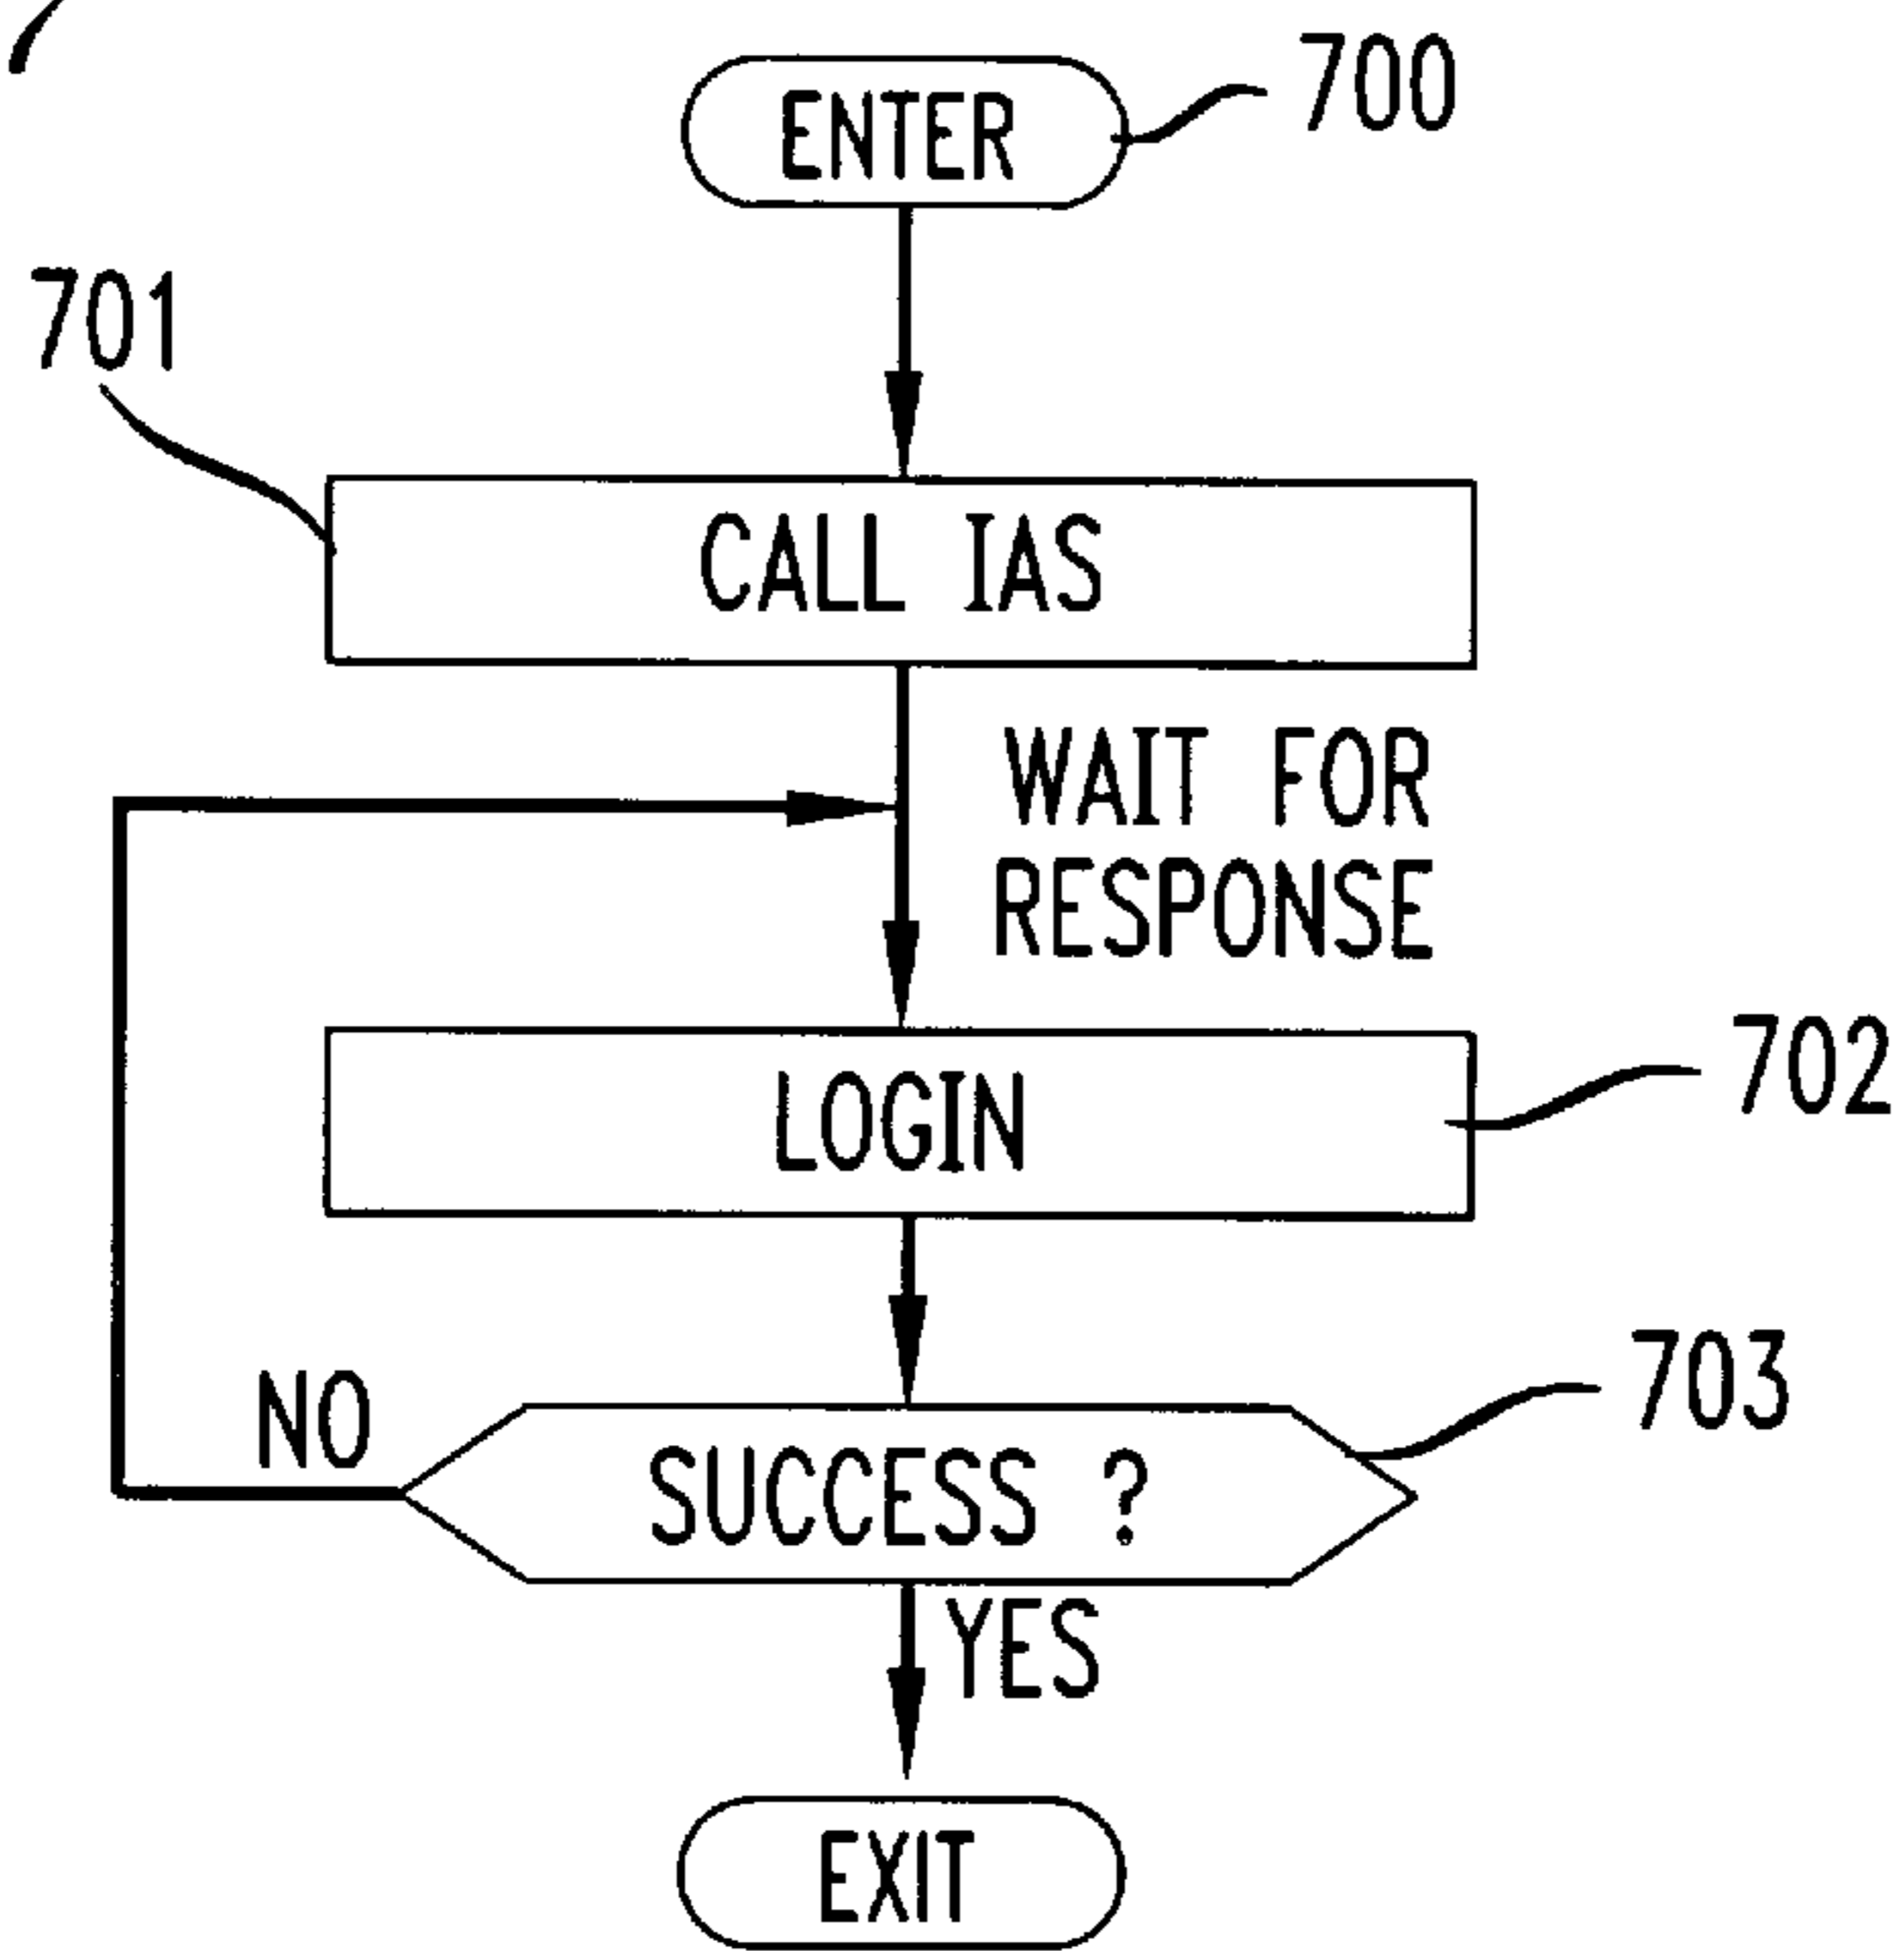 ENTER
700
701
CALL IAS
WAIT FOR
RESPONSE
LOGIN
702
NO
703
SUCCESS ?
YES
EXIT